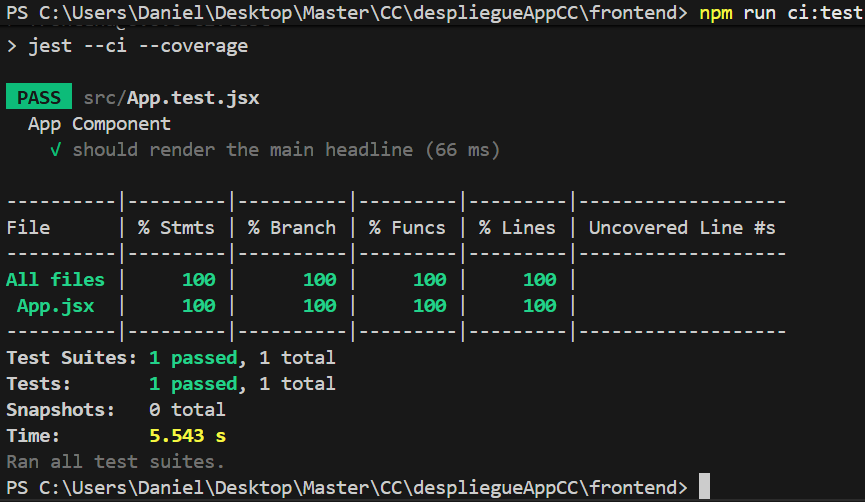 PS C:\Users\Daniel\Desktop\Master\CC\despliegueAppCC\frontend> npm run ci:test
> jest --ci --coverage
PASS src/App.test.jsx
App Component
√ should render the main headline (66 ms)
----------|---------|----------|---------|---------|-------------------
File      | % Stmts | % Branch | % Funcs | % Lines | Uncovered Line #s
----------|---------|----------|---------|---------|-------------------
All files |     100 |      100 |     100 |     100 |
 App.jsx  |     100 |      100 |     100 |     100 |
----------|---------|----------|---------|---------|-------------------
Test Suites: 1 passed, 1 total
Tests:       1 passed, 1 total
Snapshots:   0 total
Time:        5.543 s
Ran all test suites.
PS C:\Users\Daniel\Desktop\Master\CC\despliegueAppCC\frontend>